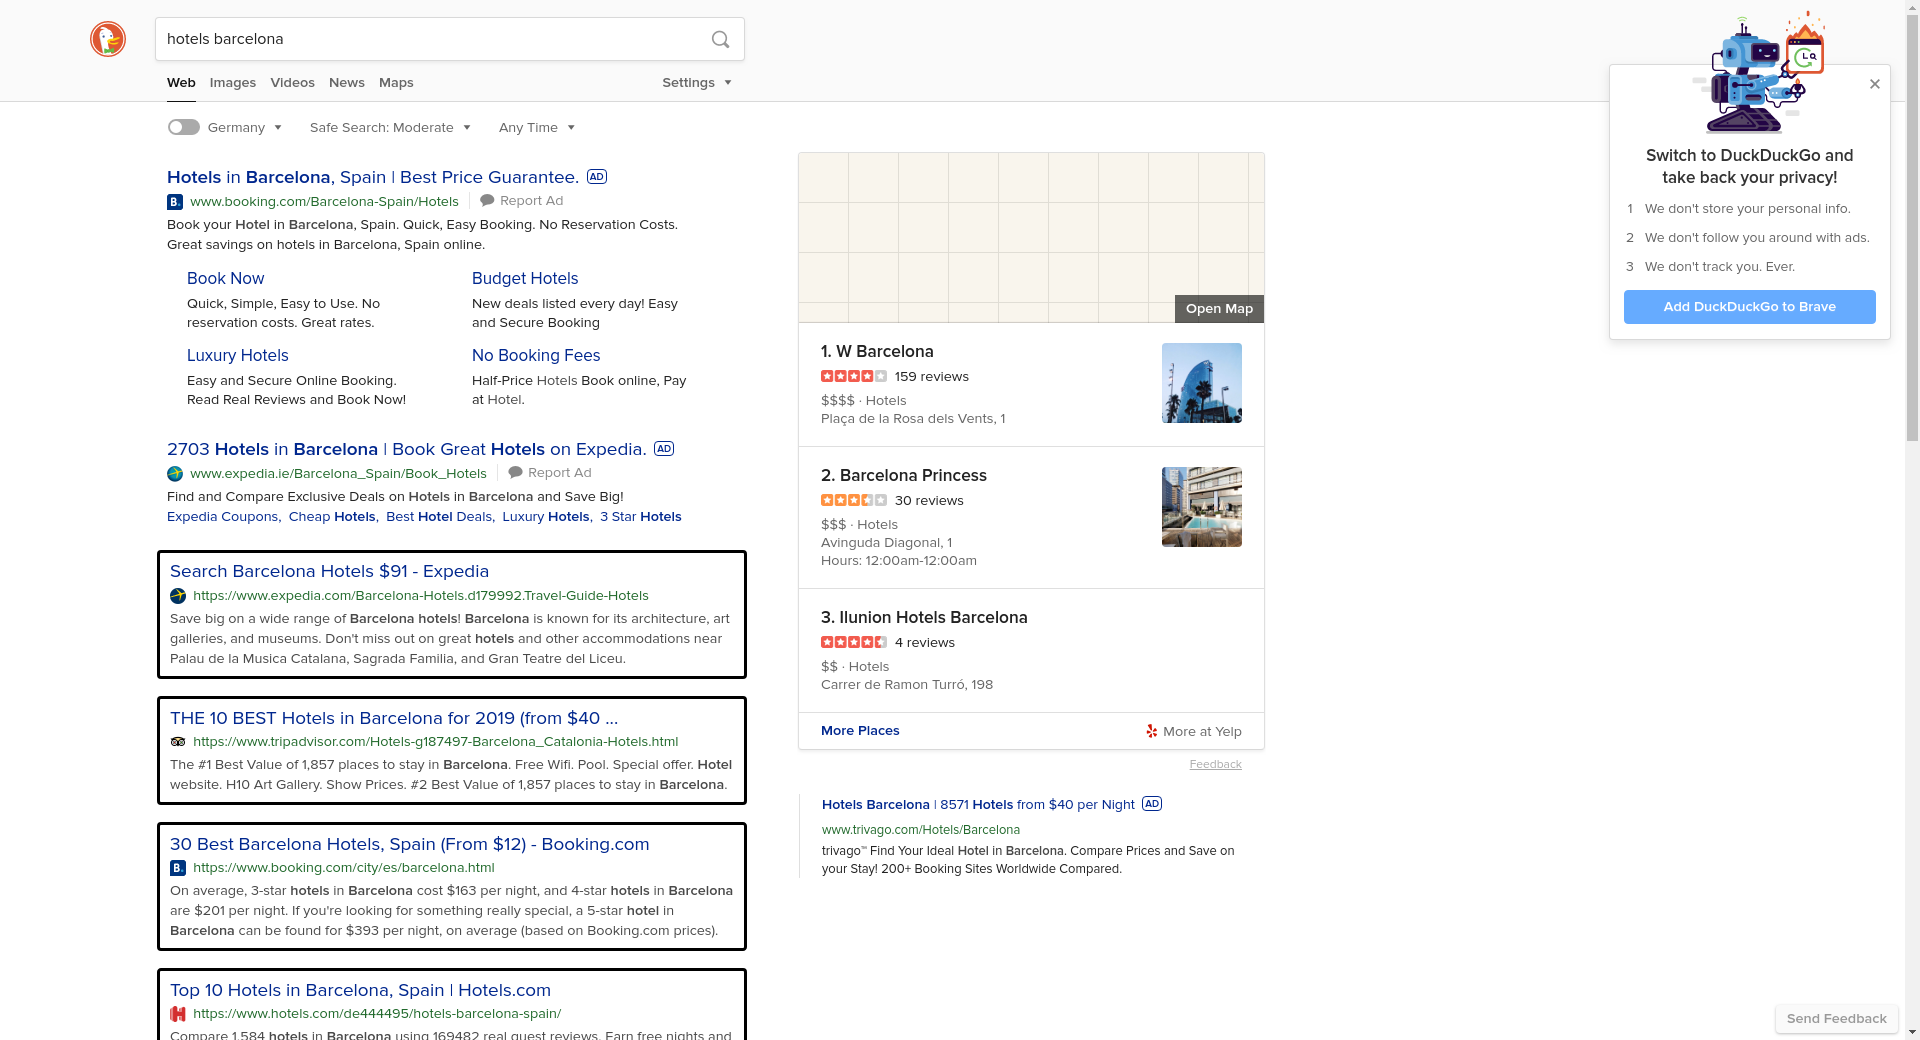 hotels barcelona
Web Images Videos News Maps Settings
Germany Safe Search: Moderate Any Time
Hotels in Barcelona, Spain | Best Price Guarantee. AD
B. www.booking.com/Barcelona-Spain/Hotels Report Ad
Book your Hotel in Barcelona, Spain. Quick, Easy Booking. No Reservation Costs.
Great savings on hotels in Barcelona, Spain online.
Book Now
Quick, Simple, Easy to Use. No
reservation costs. Great rates.
Budget Hotels
New deals listed every day! Easy
and Secure Booking
Luxury Hotels
Easy and Secure Online Booking.
Read Real Reviews and Book Now!
No Booking Fees
Half-Price Hotels Book online, Pay
at Hotel.
2703 Hotels in Barcelona | Book Great Hotels on Expedia. AD
www.expedia.ie/Barcelona_Spain/Book_Hotels Report Ad
Find and Compare Exclusive Deals on Hotels in Barcelona and Save Big!
Expedia Coupons, Cheap Hotels, Best Hotel Deals, Luxury Hotels, 3 Star Hotels
Search Barcelona Hotels $91 - Expedia
https://www.expedia.com/Barcelona-Hotels.d179992.Travel-Guide-Hotels
Save big on a wide range of Barcelona hotels! Barcelona is known for its architecture, art
galleries, and museums. Don't miss out on great hotels and other accommodations near
Palau de la Musica Catalana, Sagrada Familia, and Gran Teatre del Liceu.
THE 10 BEST Hotels in Barcelona for 2019 (from $40 ...
https://www.tripadvisor.com/Hotels-g187497-Barcelona_Catalonia-Hotels.html
The #1 Best Value of 1,857 places to stay in Barcelona. Free Wifi. Pool. Special offer. Hotel
website. H10 Art Gallery. Show Prices. #2 Best Value of 1,857 places to stay in Barcelona.
30 Best Barcelona Hotels, Spain (From $12) - Booking.com
B. https://www.booking.com/city/es/barcelona.html
On average, 3-star hotels in Barcelona cost $163 per night, and 4-star hotels in Barcelona
are $201 per night. If you're looking for something really special, a 5-star hotel in
Barcelona can be found for $393 per night, on average (based on Booking.com prices).
Top 10 Hotels in Barcelona, Spain | Hotels.com
https://www.hotels.com/de444495/hotels-barcelona-spain/
Compare 1,584 hotels in Barcelona using 169482 real guest reviews. Earn free nights and
Open Map
1. W Barcelona
159 reviews
$$$$ · Hotels
Plaça de la Rosa dels Vents, 1
2. Barcelona Princess
30 reviews
$$$ · Hotels
Avinguda Diagonal, 1
Hours: 12:00am-12:00am
3. Ilunion Hotels Barcelona
4 reviews
$$ · Hotels
Carrer de Ramon Turró, 198
More Places More at Yelp
Feedback
Hotels Barcelona | 8571 Hotels from $40 per Night AD
www.trivago.com/Hotels/Barcelona
trivago™ Find Your Ideal Hotel in Barcelona. Compare Prices and Save on
your Stay! 200+ Booking Sites Worldwide Compared.
Switch to DuckDuckGo and
take back your privacy!
1 We don't store your personal info.
2 We don't follow you around with ads.
3 We don't track you. Ever.
Add DuckDuckGo to Brave
Send Feedback